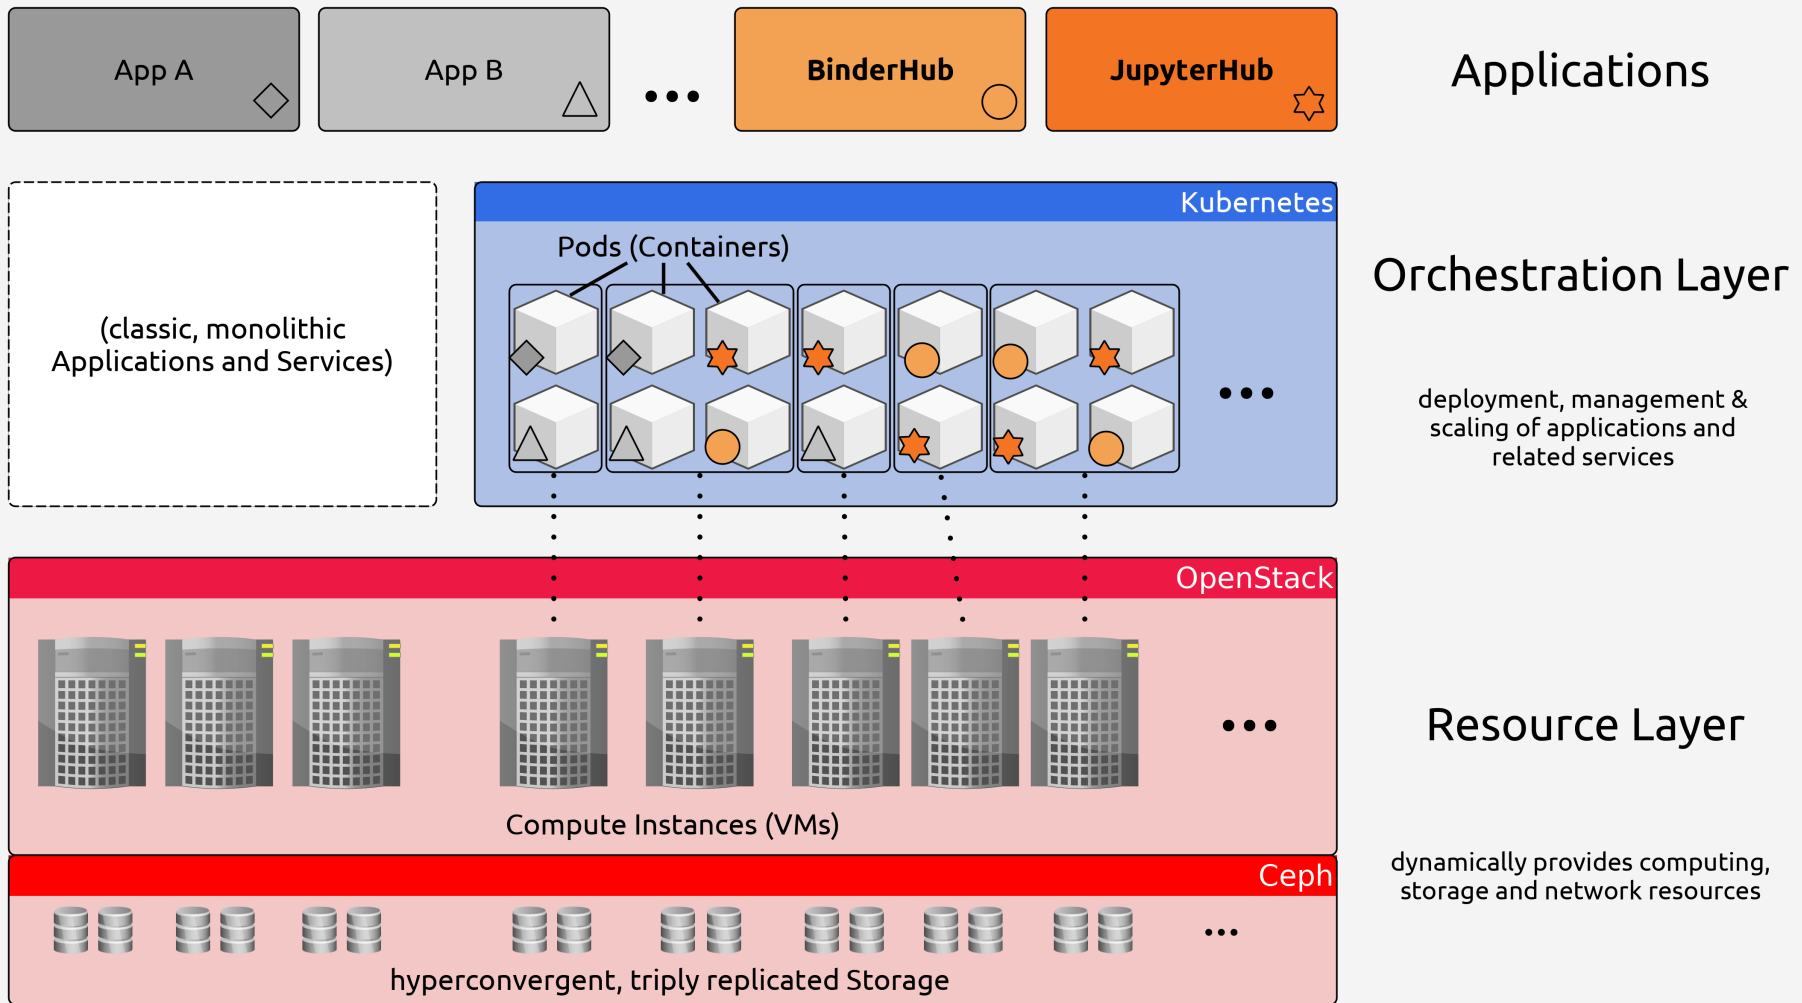 App A
App B
...
BinderHub
JupyterHub
Applications
Kubernetes
Pods (Containers)
(classic, monolithic
Applications and Services)
...
Orchestration Layer
deployment, management &
scaling of applications and
related services
OpenStack
...
Compute Instances (VMs)
Resource Layer
dynamically provides computing,
storage and network resources
Ceph
...
hyperconvergent, triply replicated Storage